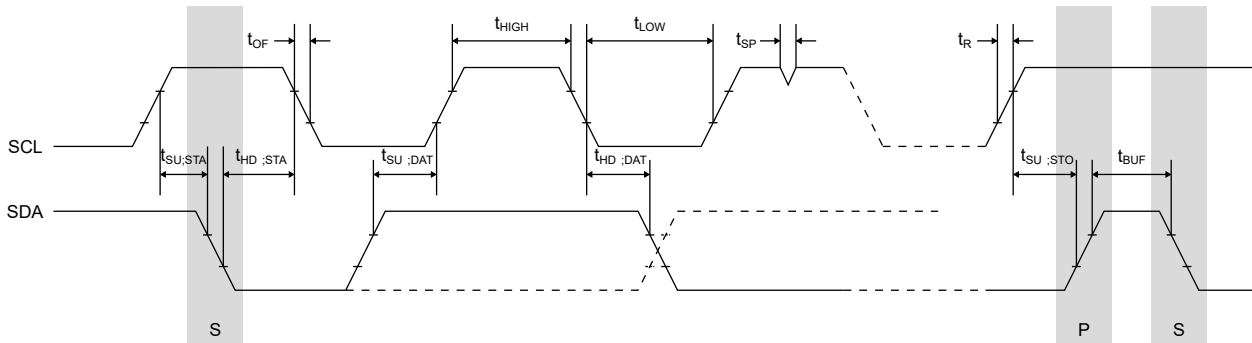 tOF
tHIGH
tLOW
tSP
tR
SCL
tSU;STA
tHD ;STA
tSU ;DAT
tHD ;DAT
tSU ;STO
tBUF
SDA
S
P
S